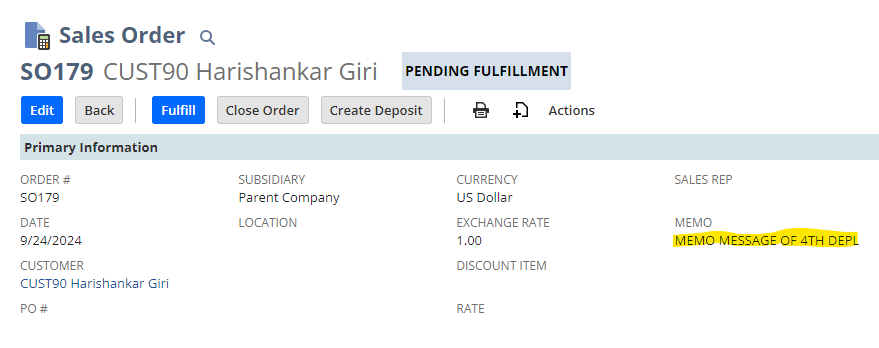 Sales Order
SO179 CUST90 Harishankar Giri PENDING FULFILLMENT
Edit Back Fulfill Close Order Create Deposit Actions
Primary Information
ORDER # SUBSIDIARY CURRENCY SALES REP
SO179 Parent Company US Dollar
DATE LOCATION EXCHANGE RATE MEMO
9/24/2024 1.00 MEMO MESSAGE OF 4TH DEPL
CUSTOMER DISCOUNT ITEM
CUST90 Harishankar Giri
PO # RATE